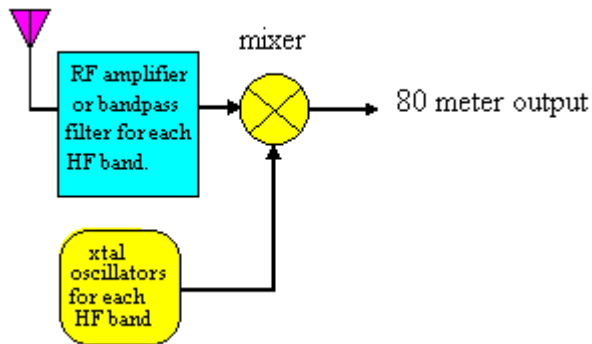 mixer
RF amplifier
or bandpass
filter for each
HF band.
80 meter output
xtal
oscillators
for each
HF band